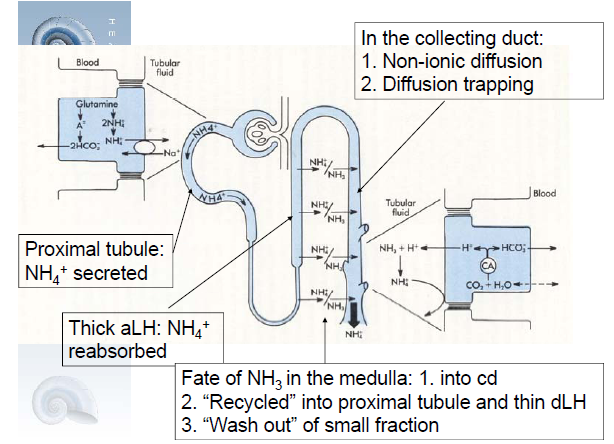 H E A
In the collecting duct:
1. Non-ionic diffusion
2. Diffusion trapping
Blood
Tubular
fluid
Glutamine
A⁼ 2NH₄⁺
2HCO₃⁻
NH₄⁺
Na⁺
NH4⁺
NH4⁺
NH₄⁺
NH₃
NH₄⁺
NH₃
NH₄⁺
NH₃
NH₄⁺
NH₃
NH₄⁺
Tubular
fluid
Blood
NH₃ + H⁺
H⁺
HCO₃⁻
CA
NH₄⁺
CO₂ + H₂O
Proximal tubule:
NH₄⁺ secreted
Thick aLH: NH₄⁺
reabsorbed
Fate of NH₃ in the medulla: 1. into cd
2. “Recycled” into proximal tubule and thin dLH
3. “Wash out” of small fraction